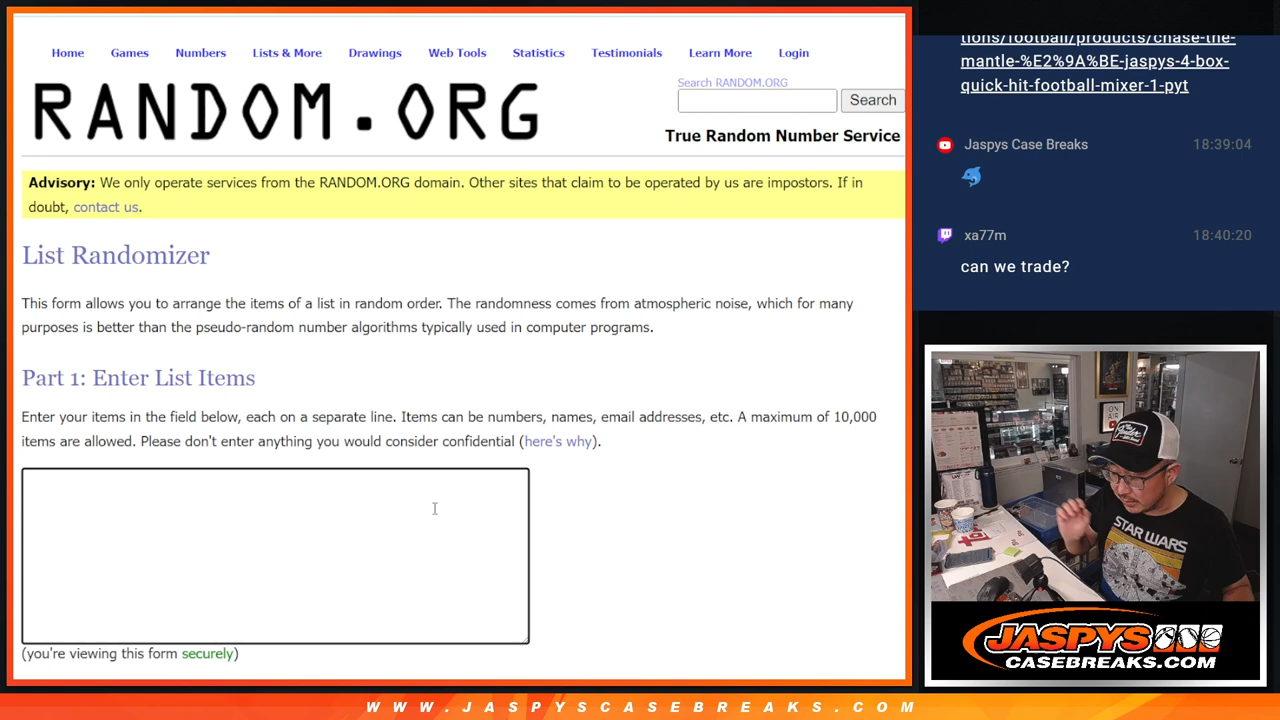 Home Games Numbers Lists & More Drawings Web Tools Statistics Testimonials Learn More Login
Search RANDOM.ORG
Search
RANDOM.ORG
True Random Number Service
Advisory: We only operate services from the RANDOM.ORG domain. Other sites that claim to be operated by us are impostors. If in
doubt, contact us.
List Randomizer
This form allows you to arrange the items of a list in random order. The randomness comes from atmospheric noise, which for many
purposes is better than the pseudo-random number algorithms typically used in computer programs.
Part 1: Enter List Items
Enter your items in the field below, each on a separate line. Items can be numbers, names, email addresses, etc. A maximum of 10,000
items are allowed. Please don't enter anything you would consider confidential (here's why).
(you're viewing this form securely)
tions/football/products/chase-the-
mantle-%E2%9A%BE-jaspys-4-box-
quick-hit-football-mixer-1-pyt
Jaspys Case Breaks 18:39:04
xa77m 18:40:20
can we trade?
ON
AIR
STAR WARS
JASPYS
CASEBREAKS.COM
WWW.JASPYSCASEBREAKS.COM